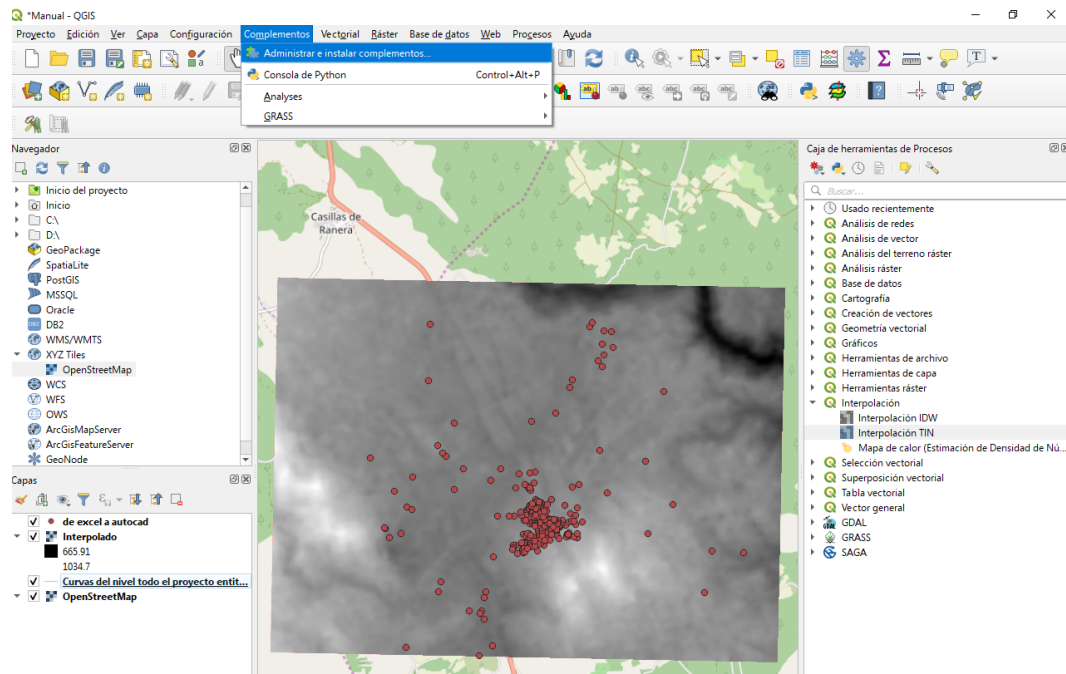 *Manual - QGIS
Proyecto Edición Ver Capa Configuración Complementos Vectorial Ráster Base de datos Web Procesos Ayuda
Administrar e instalar complementos...
Consola de Python Control+Alt+P
Analyses
GRASS
Navegador
Inicio del proyecto
Inicio
C:\
D:\
GeoPackage
SpatiaLite
PostGIS
MSSQL
Oracle
DB2
WMS/WMTS
XYZ Tiles
OpenStreetMap
WCS
WFS
OWS
ArcGisMapServer
ArcGisFeatureServer
GeoNode
Capas
de excel a autocad
Interpolado
665.91
1034.7
Curvas del nivel todo el proyecto entit...
OpenStreetMap
Casillas de
Ranera
Caja de herramientas de Procesos
Buscar...
Usado recientemente
Análisis de redes
Análisis de vector
Análisis del terreno ráster
Análisis ráster
Base de datos
Cartografía
Creación de vectores
Geometría vectorial
Gráficos
Herramientas de archivo
Herramientas de capa
Herramientas ráster
Interpolación
Interpolación IDW
Interpolación TIN
Mapa de calor (Estimación de Densidad de Nú...
Selección vectorial
Superposición vectorial
Tabla vectorial
Vector general
GDAL
GRASS
SAGA